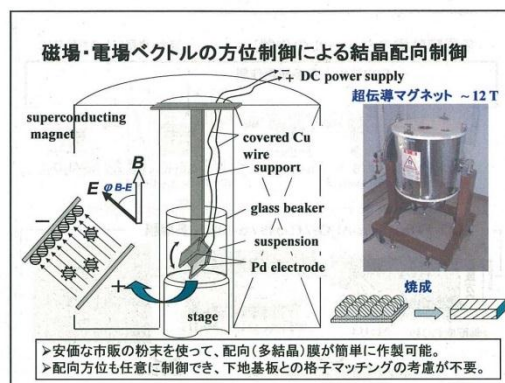 磁場・電場ベクトルの方位制御による結晶配向制御
−
+ DC power supply
超伝導マグネット ~12 T
superconducting
magnet
covered Cu
wire
support
B
E φ B-E
glass beaker
suspension
Pd electrode
−
+
stage
焼成
➢安価な市販の粉末を使って、配向(多結晶)膜が簡単に作製可能。
➢配向方位も任意に制御でき、下地基板との格子マッチングの考慮が不要。